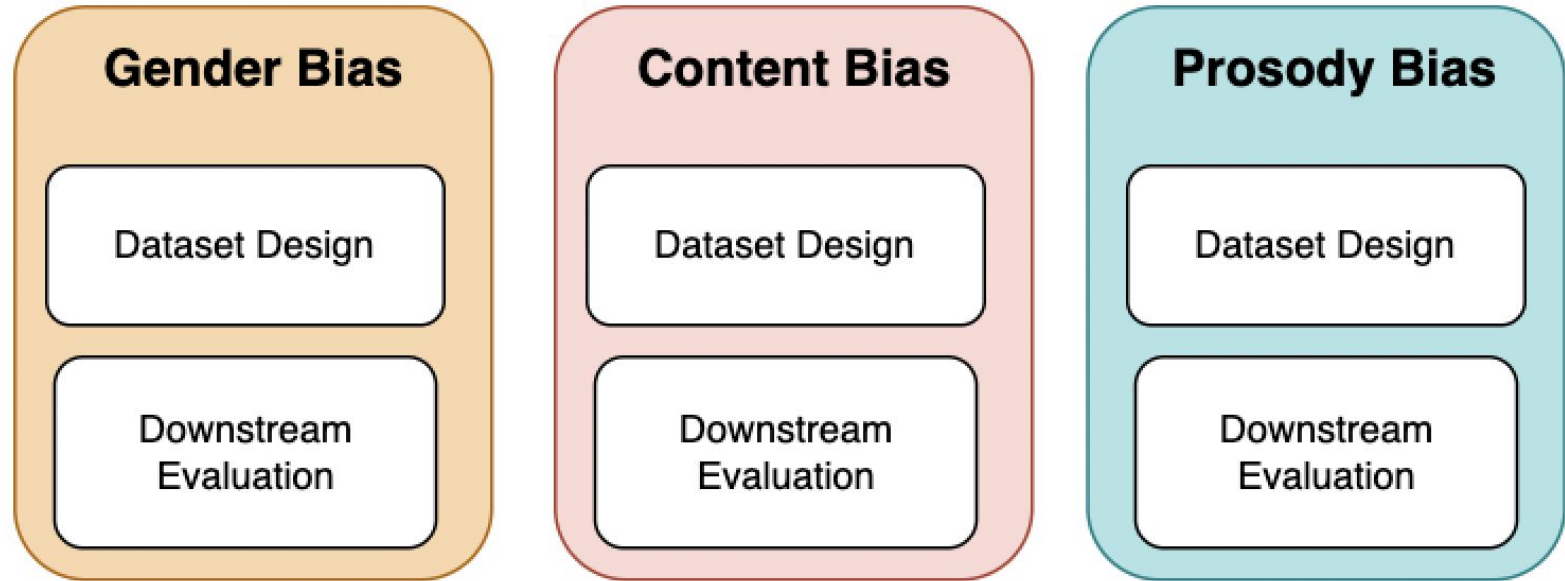 Gender Bias
Dataset Design
Downstream
Evaluation
Content Bias
Dataset Design
Downstream
Evaluation
Prosody Bias
Dataset Design
Downstream
Evaluation